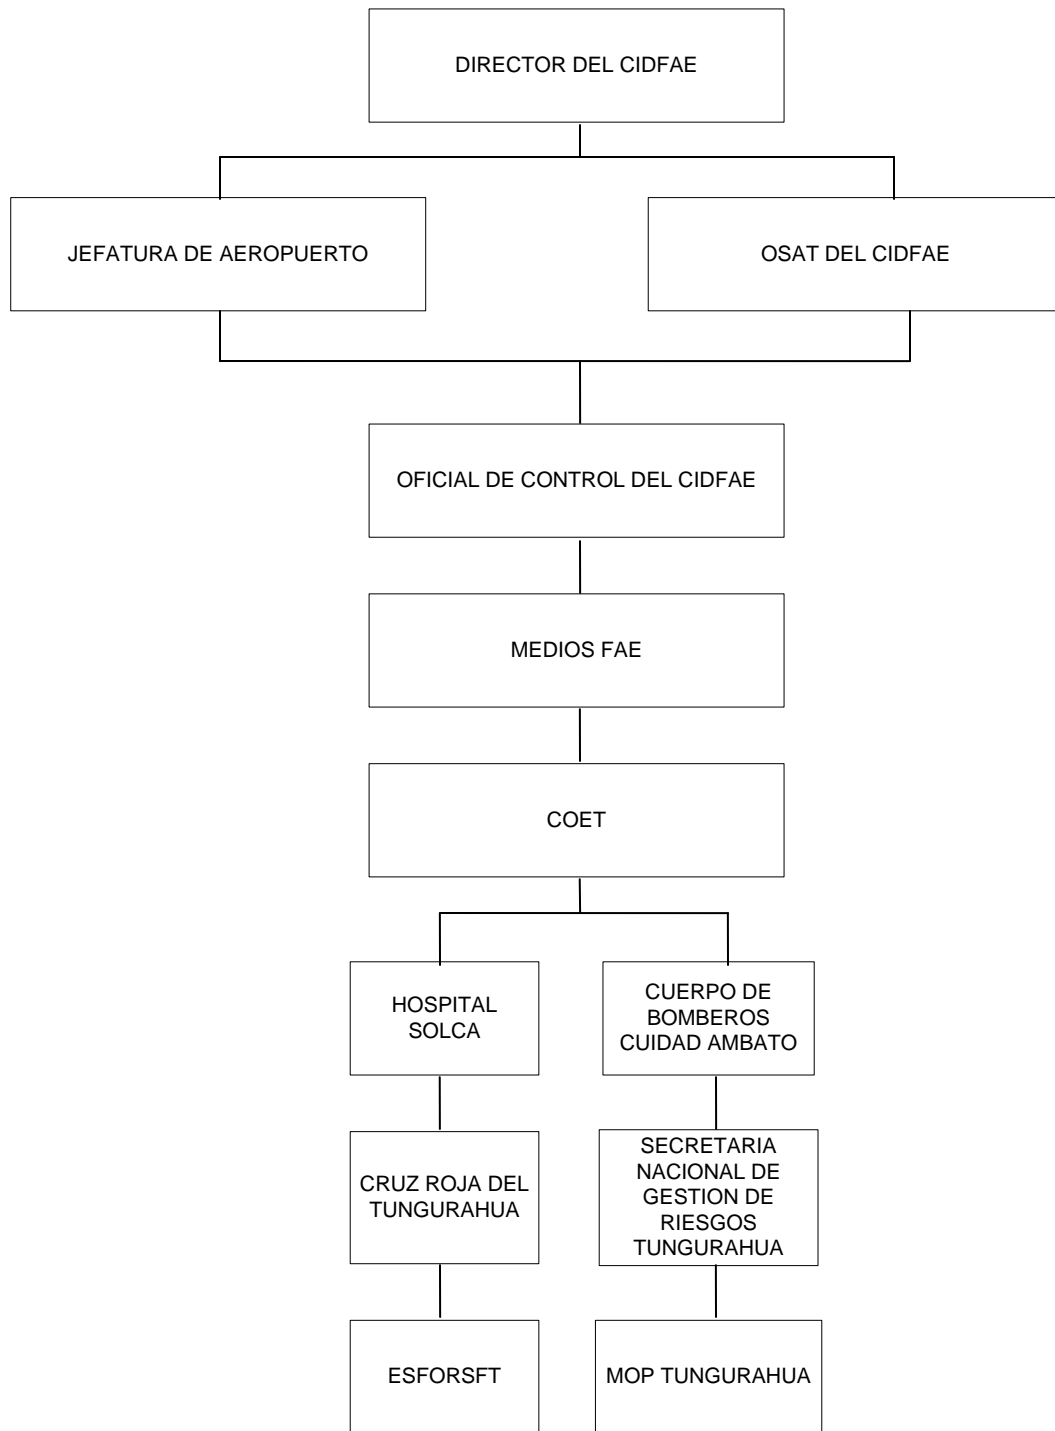 DIRECTOR DEL CIDFAE
JEFATURA DE AEROPUERTO
OSAT DEL CIDFAE
OFICIAL DE CONTROL DEL CIDFAE
MEDIOS FAE
COET
HOSPITAL
SOLCA
CUERPO DE
BOMBEROS
CUIDAD AMBATO
CRUZ ROJA DEL
TUNGURAHUA
SECRETARIA
NACIONAL DE
GESTION DE
RIESGOS
TUNGURAHUA
ESFORSFT
MOP TUNGURAHUA